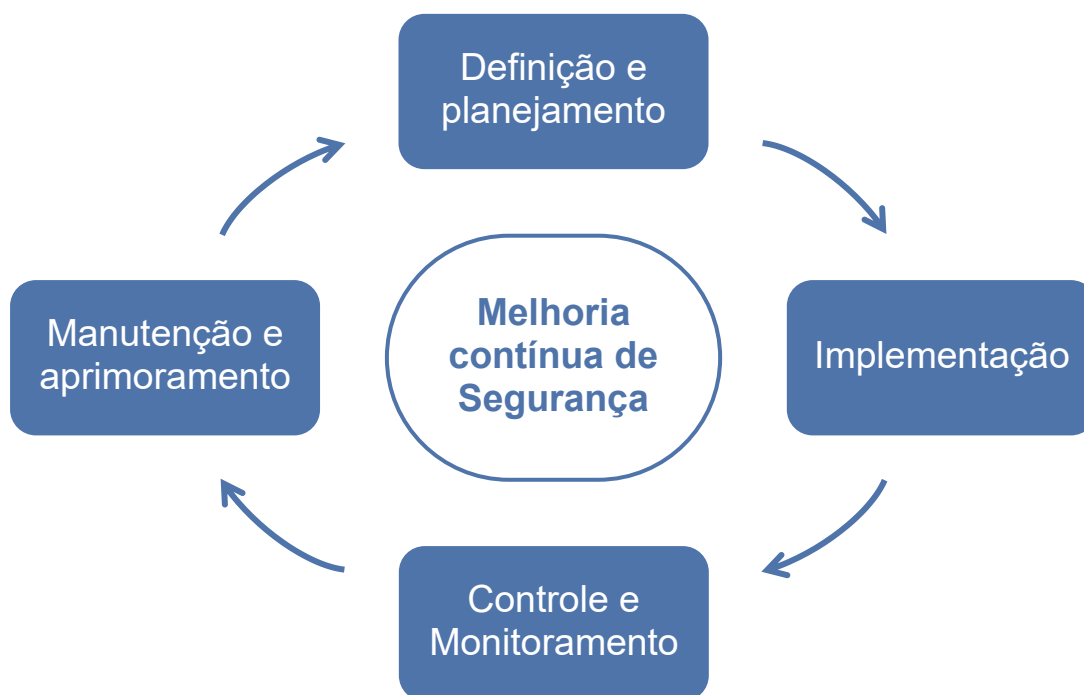 Definição e
planejamento
Manutenção e
aprimoramento
Melhoria
contínua de
Segurança
Implementação
Controle e
Monitoramento